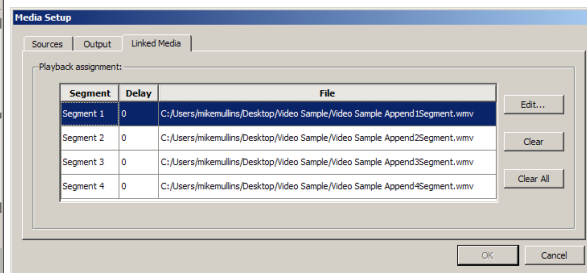 Media Setup
Sources Output Linked Media
Playback assignment:
Segment Delay File
Segment 1 0 C:/Users/mikemullins/Desktop/Video Sample/Video Sample Append1Segment.wmv
Segment 2 0 C:/Users/mikemullins/Desktop/Video Sample/Video Sample Append2Segment.wmv
Segment 3 0 C:/Users/mikemullins/Desktop/Video Sample/Video Sample Append3Segment.wmv
Segment 4 0 C:/Users/mikemullins/Desktop/Video Sample/Video Sample Append4Segment.wmv
Edit...
Clear
Clear All
OK Cancel